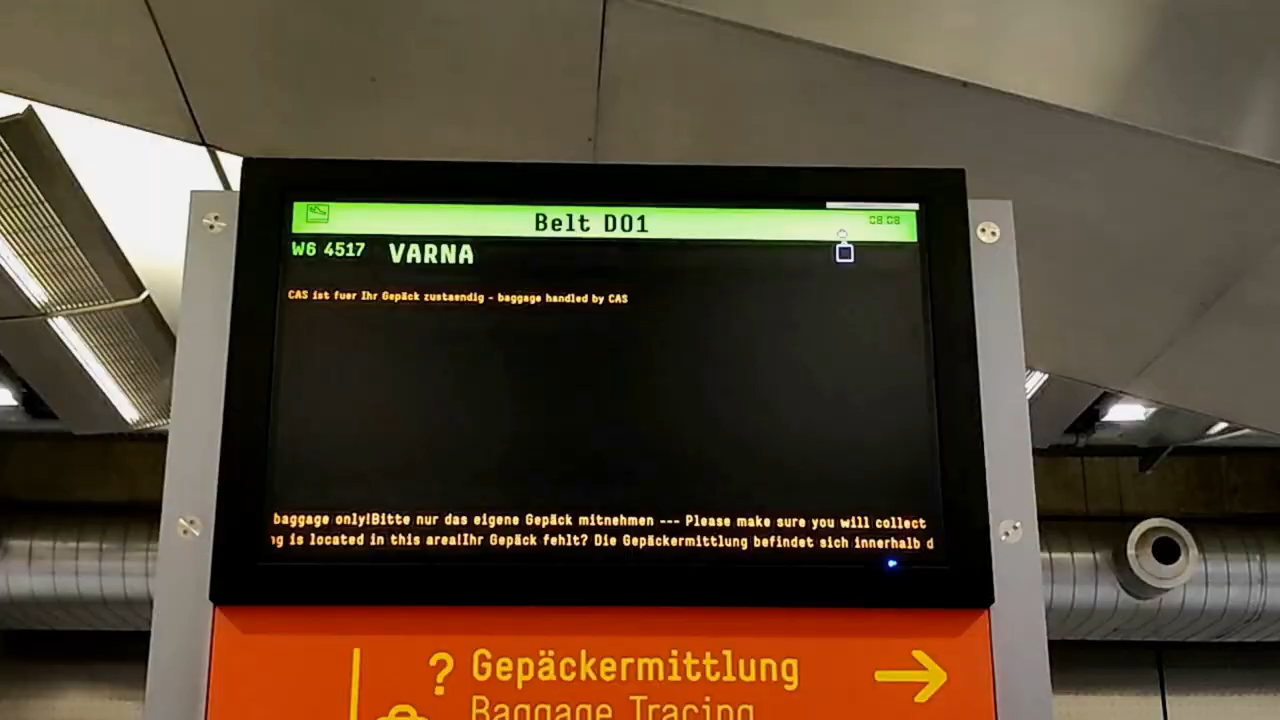 Belt D01
08 08
W6 4517 VARNA
CAS ist fuer Ihr Gepäck zustaendig - baggage handled by CAS
baggage only!Bitte nur das eigene Gepäck mitnehmen --- Please make sure you will collect
g is located in this area!Ihr Gepäck fehlt? Die Gepäckermittlung befindet sich innerhalb d
? Gepäckermittlung →
Baggage Tracing